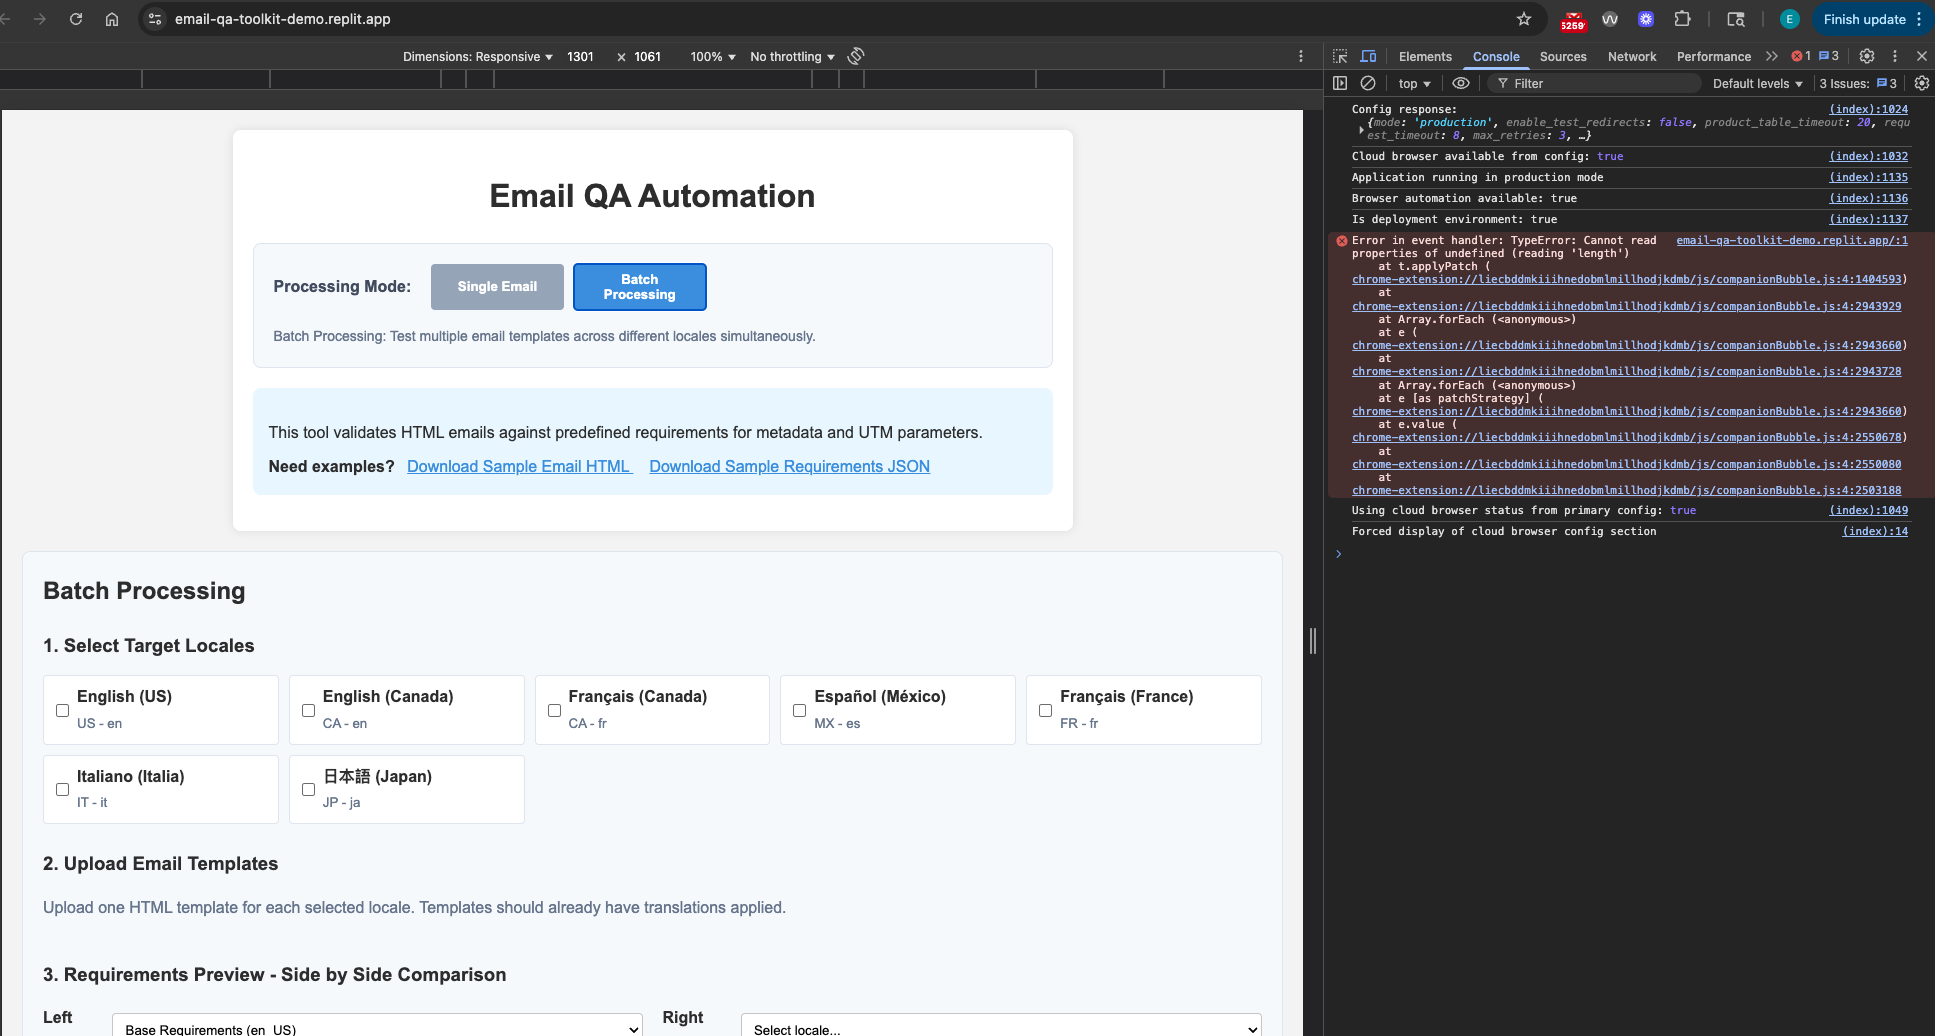 email-qa-toolkit-demo.replit.app
E
Finish update
Dimensions: Responsive
1301
x
1061
100%
No throttling
Elements
Console
Sources
Network
Performance
1
3
top
Filter
Default levels
3 Issues:
3
Email QA Automation
Processing Mode:
Single Email
Batch
Processing
Batch Processing: Test multiple email templates across different locales simultaneously.
This tool validates HTML emails against predefined requirements for metadata and UTM parameters.
Need examples? Download Sample Email HTML Download Sample Requirements JSON
Batch Processing
1. Select Target Locales
English (US)
US - en
English (Canada)
CA - en
Français (Canada)
CA - fr
Español (México)
MX - es
Français (France)
FR - fr
Italiano (Italia)
IT - it
日本語 (Japan)
JP - ja
2. Upload Email Templates
Upload one HTML template for each selected locale. Templates should already have translations applied.
3. Requirements Preview - Side by Side Comparison
Left
Base Requirements (en_US)
Right
Select locale...
Config response: (index):1024
{mode: 'production', enable_test_redirects: false, product_table_timeout: 20, requ
est_timeout: 8, max_retries: 3, …}
Cloud browser available from config: true (index):1032
Application running in production mode (index):1135
Browser automation available: true (index):1136
Is deployment environment: true (index):1137
Error in event handler: TypeError: Cannot read email-qa-toolkit-demo.replit.app/:1
properties of undefined (reading 'length')
at t.applyPatch (
chrome-extension://liecbddmkiiihnedobmlmillhodjkdmb/js/companionBubble.js:4:1404593)
at
chrome-extension://liecbddmkiiihnedobmlmillhodjkdmb/js/companionBubble.js:4:2943929
at Array.forEach (<anonymous>)
at e (
chrome-extension://liecbddmkiiihnedobmlmillhodjkdmb/js/companionBubble.js:4:2943660)
at
chrome-extension://liecbddmkiiihnedobmlmillhodjkdmb/js/companionBubble.js:4:2943728
at Array.forEach (<anonymous>)
at e [as patchStrategy] (
chrome-extension://liecbddmkiiihnedobmlmillhodjkdmb/js/companionBubble.js:4:2943660)
at e.value (
chrome-extension://liecbddmkiiihnedobmlmillhodjkdmb/js/companionBubble.js:4:2550678)
at
chrome-extension://liecbddmkiiihnedobmlmillhodjkdmb/js/companionBubble.js:4:2550080
at
chrome-extension://liecbddmkiiihnedobmlmillhodjkdmb/js/companionBubble.js:4:2503188
Using cloud browser status from primary config: true (index):1049
Forced display of cloud browser config section (index):14